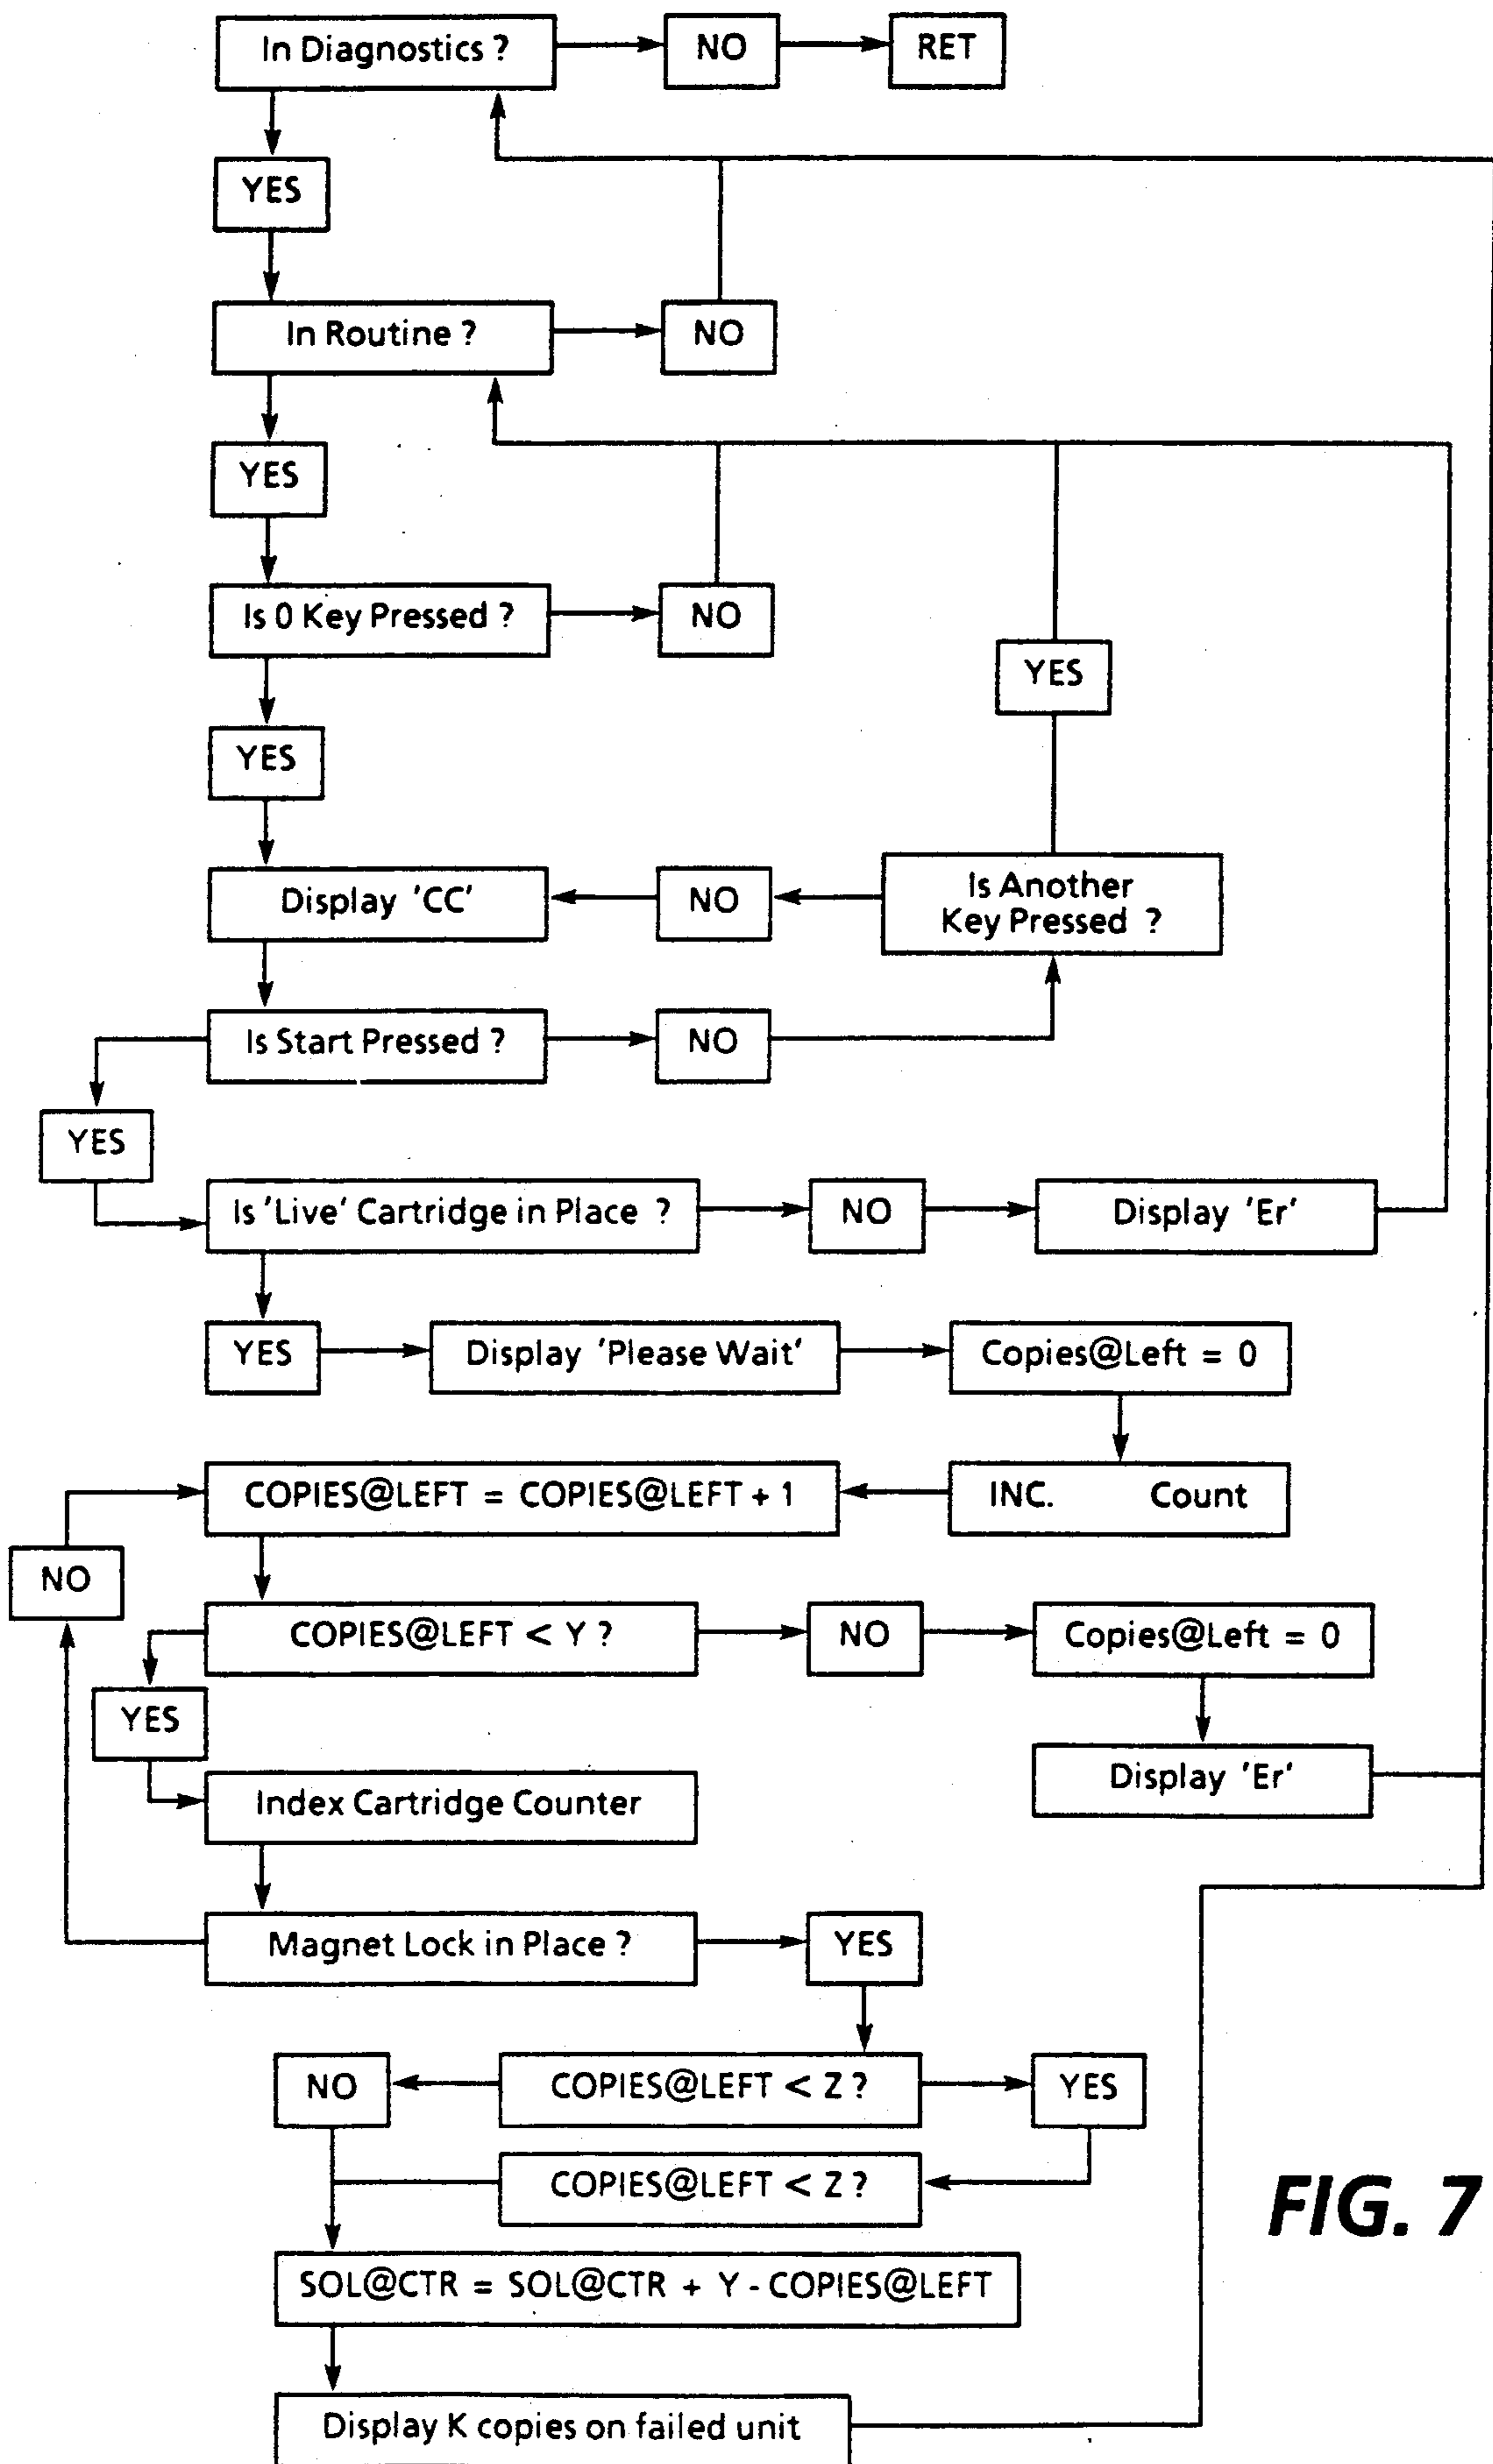 In Diagnostics ?
NO
RET
YES
In Routine ?
NO
YES
Is 0 Key Pressed ?
NO
YES
YES
Display 'CC'
NO
Is Another
Key Pressed ?
Is Start Pressed ?
NO
YES
Is 'Live' Cartridge in Place ?
NO
Display 'Er'
YES
Display 'Please Wait'
Copies@Left = 0
COPIES@LEFT = COPIES@LEFT + 1
INC. Count
NO
COPIES@LEFT < Y ?
NO
Copies@Left = 0
YES
Display 'Er'
Index Cartridge Counter
Magnet Lock in Place ?
YES
NO
COPIES@LEFT < Z ?
YES
COPIES@LEFT < Z ?
FIG. 7
SOL@CTR = SOL@CTR + Y - COPIES@LEFT
Display K copies on failed unit